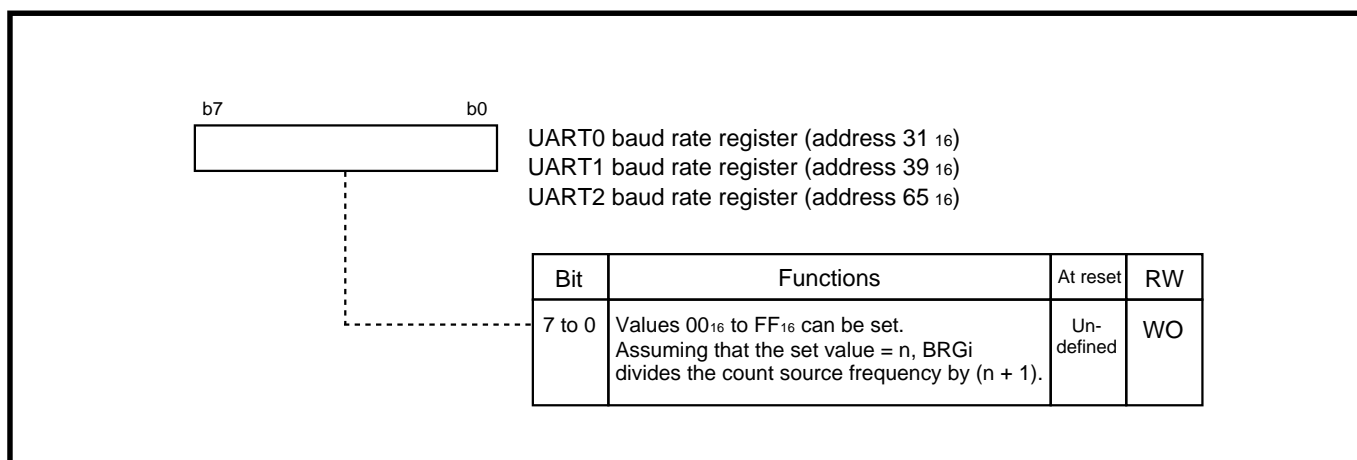 b7 b0
UART0 baud rate register (address 31 16)
UART1 baud rate register (address 39 16)
UART2 baud rate register (address 65 16)
Bit Functions At reset RW
7 to 0 Values 0016 to FF16 can be set. Un- WO
Assuming that the set value = n, BRGi defined
divides the count source frequency by (n + 1).